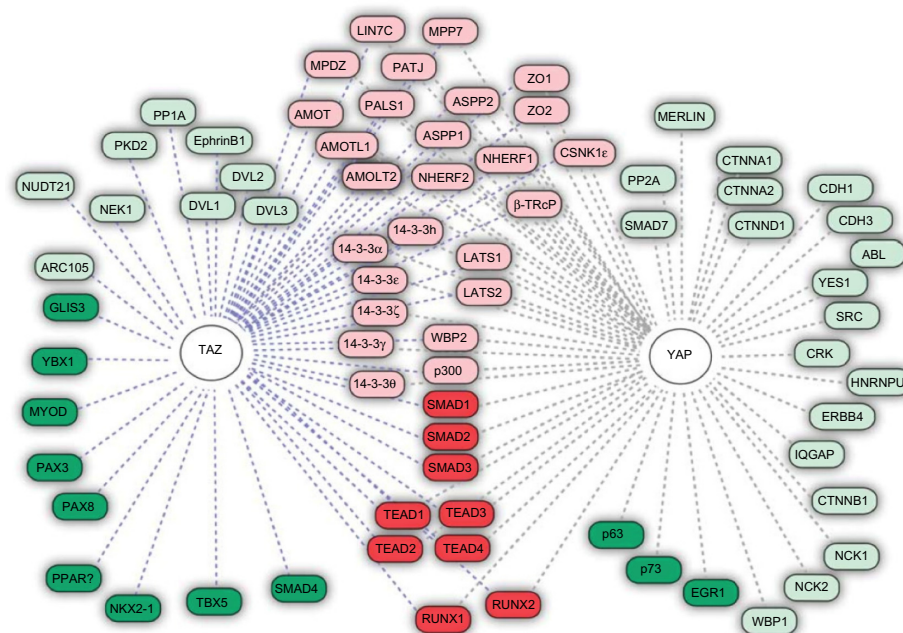 LIN7C
MPP7
MPDZ
PATJ
ZO1
AMOT
PALS1
ASPP2
ZO2
PP1A
MERLIN
PKD2
EphrinB1
AMOTL1
ASPP1
NHERF1
CSNK1ε
CTNNA1
NUDT21
DVL2
AMOLT2
NHERF2
PP2A
CTNNA2
CDH1
NEK1
DVL1
DVL3
β-TRcP
SMAD7
CTNND1
CDH3
14-3-3h
14-3-3α
ABL
ARC105
LATS1
14-3-3ε
YES1
GLIS3
LATS2
14-3-3ζ
SRC
YBX1
TAZ
14-3-3γ
WBP2
YAP
CRK
p300
14-3-3θ
HNRNPU
MYOD
SMAD1
ERBB4
SMAD2
IQGAP
PAX3
SMAD3
CTNNB1
PAX8
TEAD1
TEAD3
p63
TEAD2
TEAD4
NCK1
PPAR?
p73
NKX2-1
TBX5
SMAD4
EGR1
NCK2
RUNX1
RUNX2
WBP1